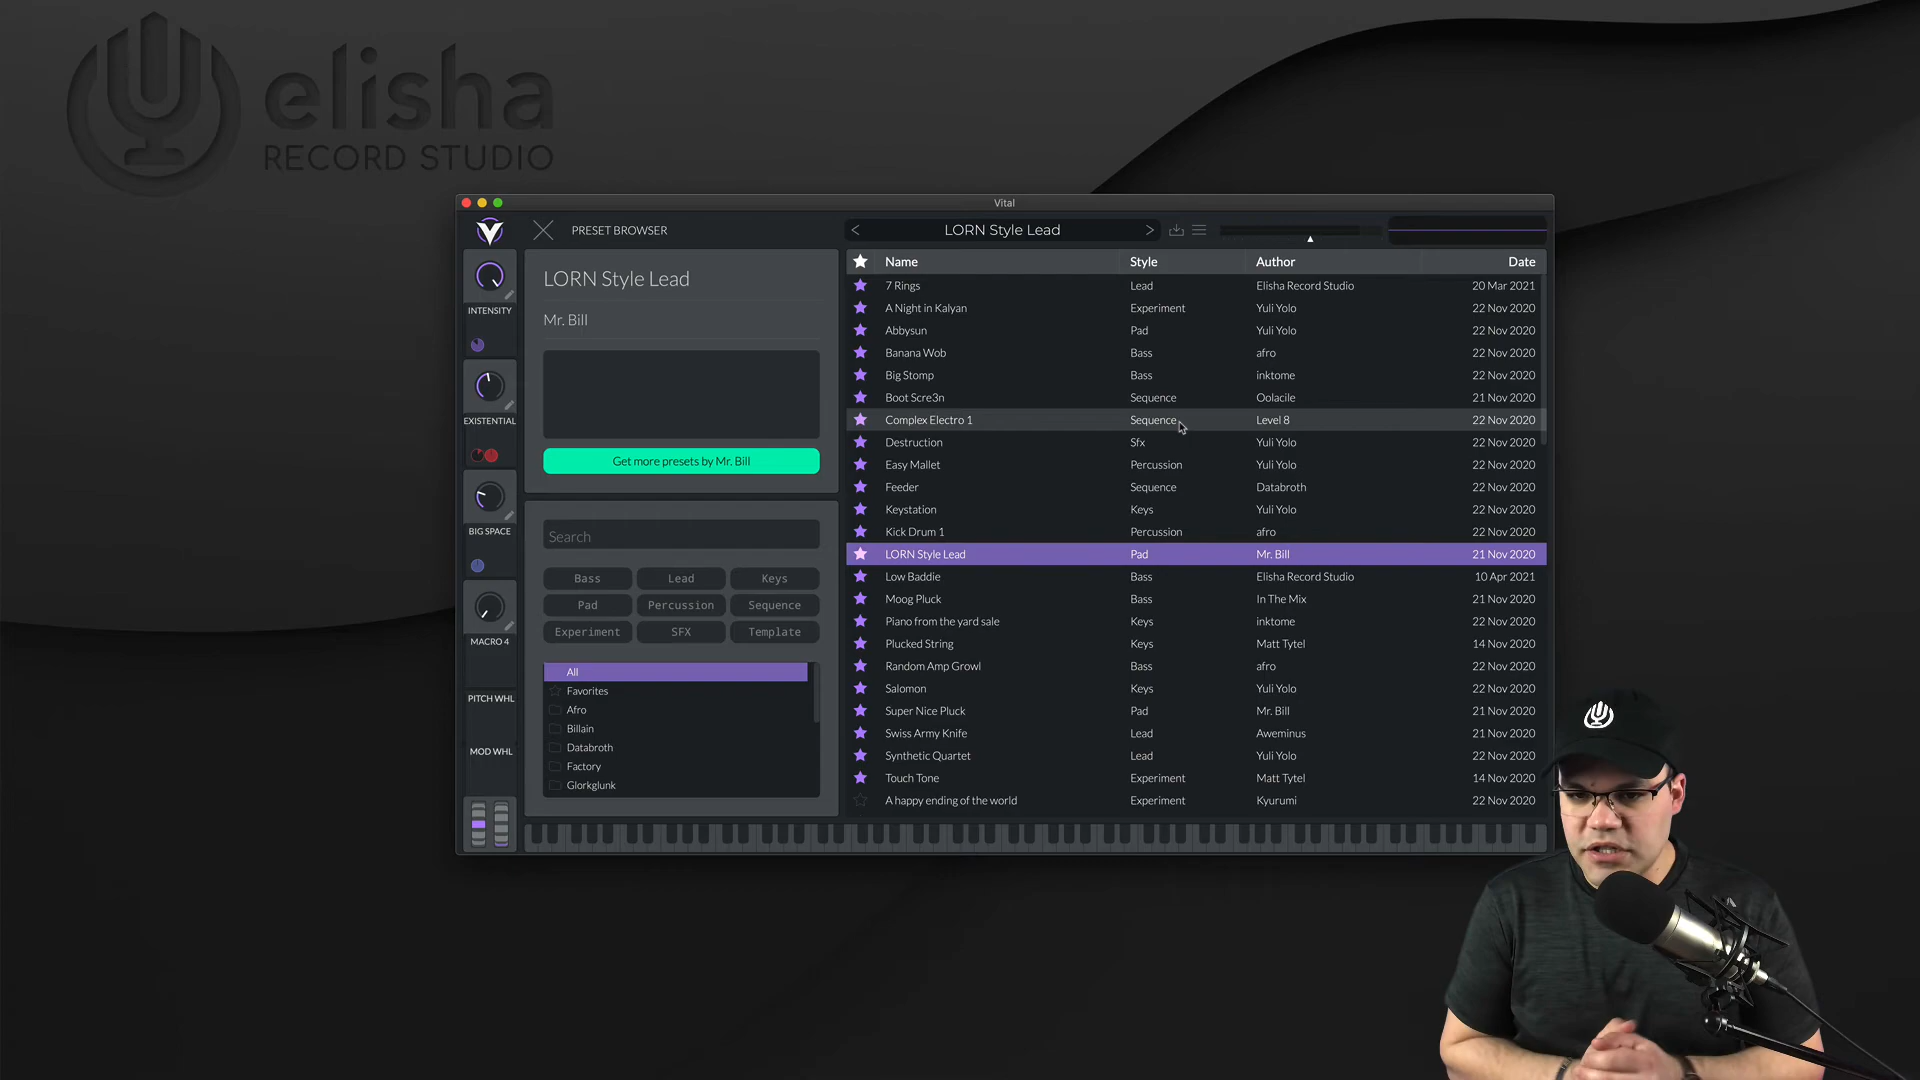 elisha
RECORD STUDIO
Vital
PRESET BROWSER
LORN Style Lead
INTENSITY
EXISTENTIAL
BIG SPACE
MACRO 4
PITCH WHL
MOD WHL
LORN Style Lead
Mr. Bill
Get more presets by Mr. Bill
Search
Bass Lead Keys
Pad Percussion Sequence
Experiment SFX Template
All
Favorites
Afro
Billain
Databroth
Factory
Glorkglunk
Name Style Author Date
7 Rings Lead Elisha Record Studio 20 Mar 2021
A Night in Kalyan Experiment Yuli Yolo 22 Nov 2020
Abbysun Pad Yuli Yolo 22 Nov 2020
Banana Wob Bass afro 22 Nov 2020
Big Stomp Bass inktome 22 Nov 2020
Boot Scre3n Sequence Oolacile 21 Nov 2020
Complex Electro 1 Sequence Level 8 22 Nov 2020
Destruction Sfx Yuli Yolo 22 Nov 2020
Easy Mallet Percussion Yuli Yolo 22 Nov 2020
Feeder Sequence Databroth 22 Nov 2020
Keystation Keys Yuli Yolo 22 Nov 2020
Kick Drum 1 Percussion afro 22 Nov 2020
LORN Style Lead Pad Mr. Bill 21 Nov 2020
Low Baddie Bass Elisha Record Studio 10 Apr 2021
Moog Pluck Bass In The Mix 21 Nov 2020
Piano from the yard sale Keys inktome 22 Nov 2020
Plucked String Keys Matt Tytel 14 Nov 2020
Random Amp Growl Bass afro 22 Nov 2020
Salomon Keys Yuli Yolo 22 Nov 2020
Super Nice Pluck Pad Mr. Bill 21 Nov 2020
Swiss Army Knife Lead Aweminus 21 Nov 2020
Synthetic Quartet Lead Yuli Yolo 22 Nov 2020
Touch Tone Experiment Matt Tytel 14 Nov 2020
A happy ending of the world Experiment Kyurumi 22 Nov 2020